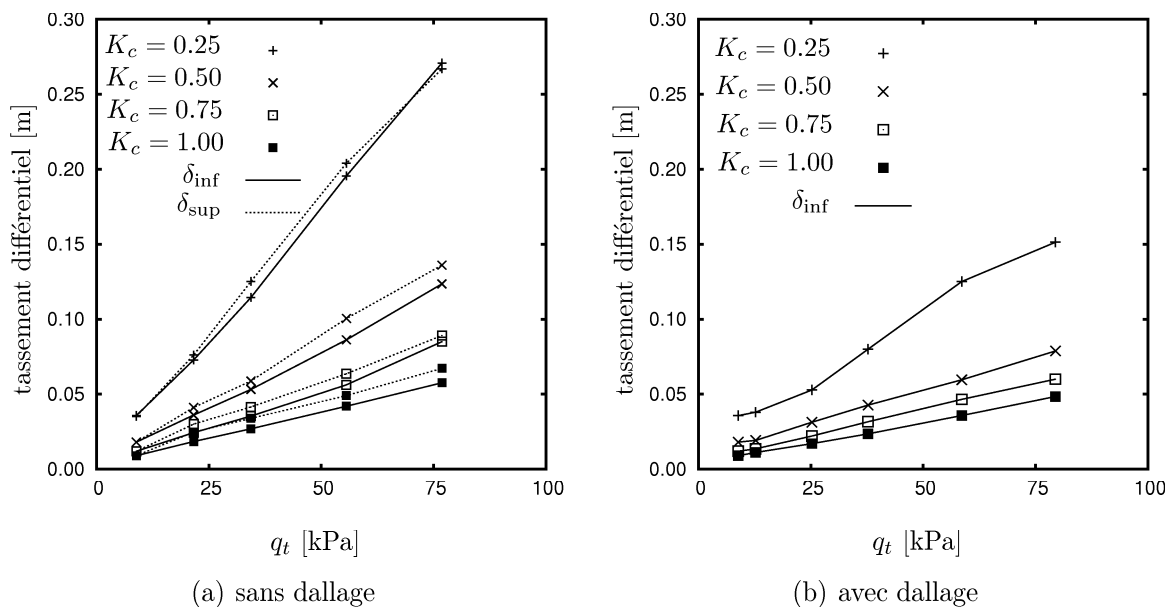 0.30
0.25
0.20
0.15
0.10
0.05
0.00
tassement différentiel [m]
K_c = 0.25
K_c = 0.50
K_c = 0.75
K_c = 1.00
δ_inf
δ_sup
0 25 50 75 100
q_t [kPa]
(a) sans dallage
0.30
0.25
0.20
0.15
0.10
0.05
0.00
tassement différentiel [m]
K_c = 0.25
K_c = 0.50
K_c = 0.75
K_c = 1.00
δ_inf
0 25 50 75 100
q_t [kPa]
(b) avec dallage